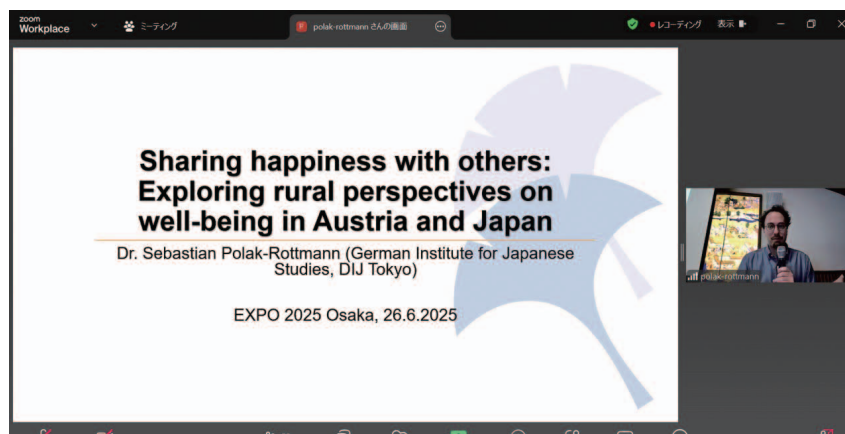 zoom
Workplace
ミーティング
polak-rottmann さんの画面
レコーディング
表示
Sharing happiness with others:
Exploring rural perspectives on
well-being in Austria and Japan
Dr. Sebastian Polak-Rottmann (German Institute for Japanese
Studies, DIJ Tokyo)
EXPO 2025 Osaka, 26.6.2025
polak-rottmann